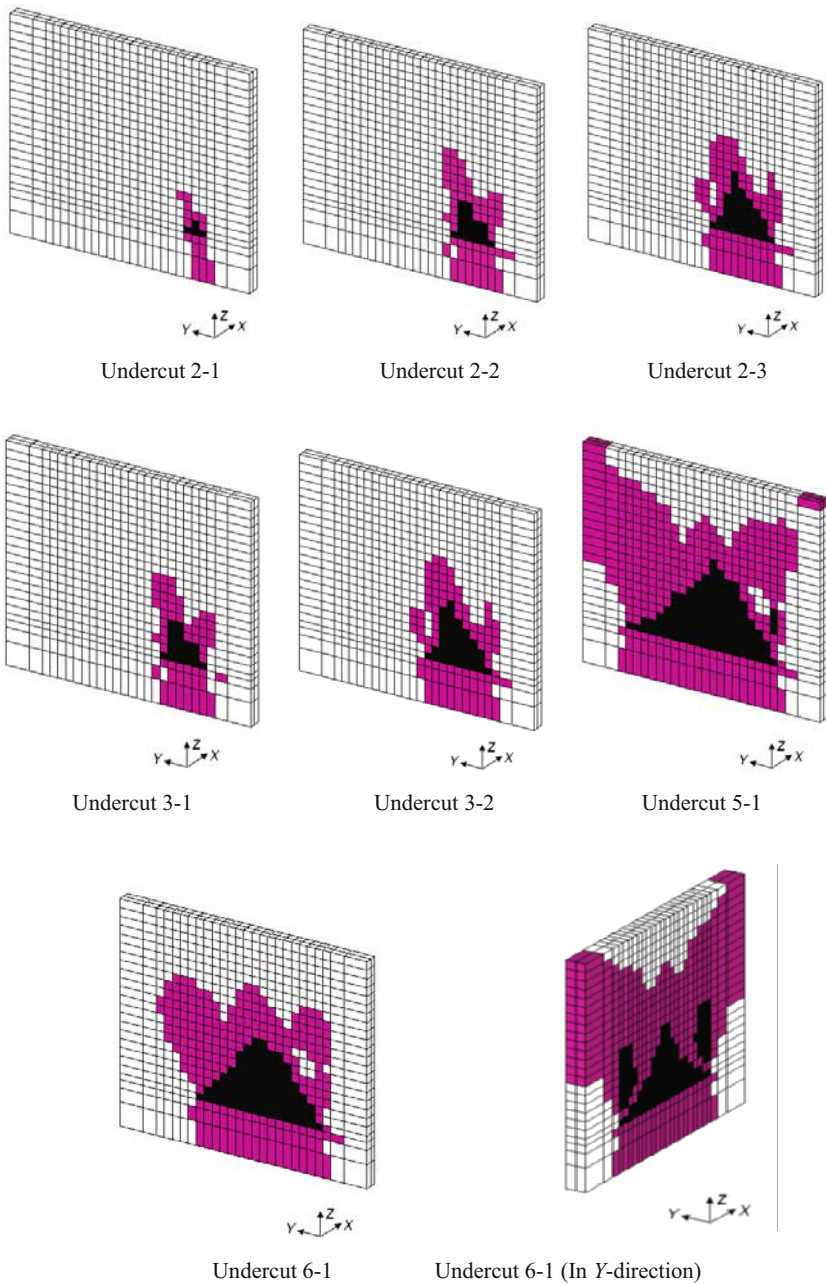 Z
Y X
Z
Y X
Z
Y X
Undercut 2-1 Undercut 2-2 Undercut 2-3
Z
Y X
Z
Y X
Z
Y X
Undercut 3-1 Undercut 3-2 Undercut 5-1
Z
Y X
Z
Y X
Undercut 6-1 Undercut 6-1 (In Y-direction)